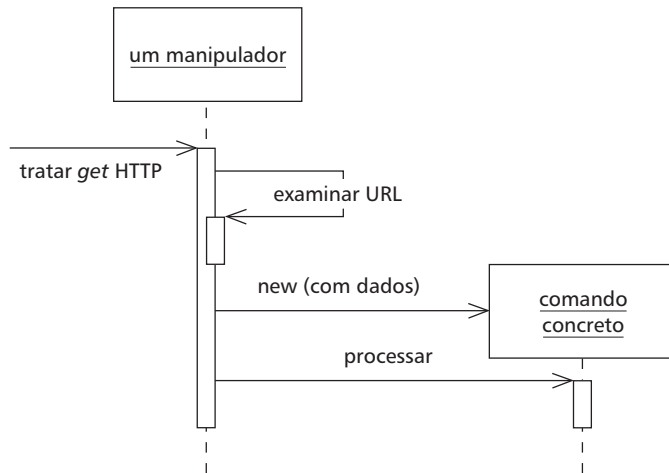 um manipulador
tratar get HTTP
examinar URL
new (com dados)
comando
concreto
processar